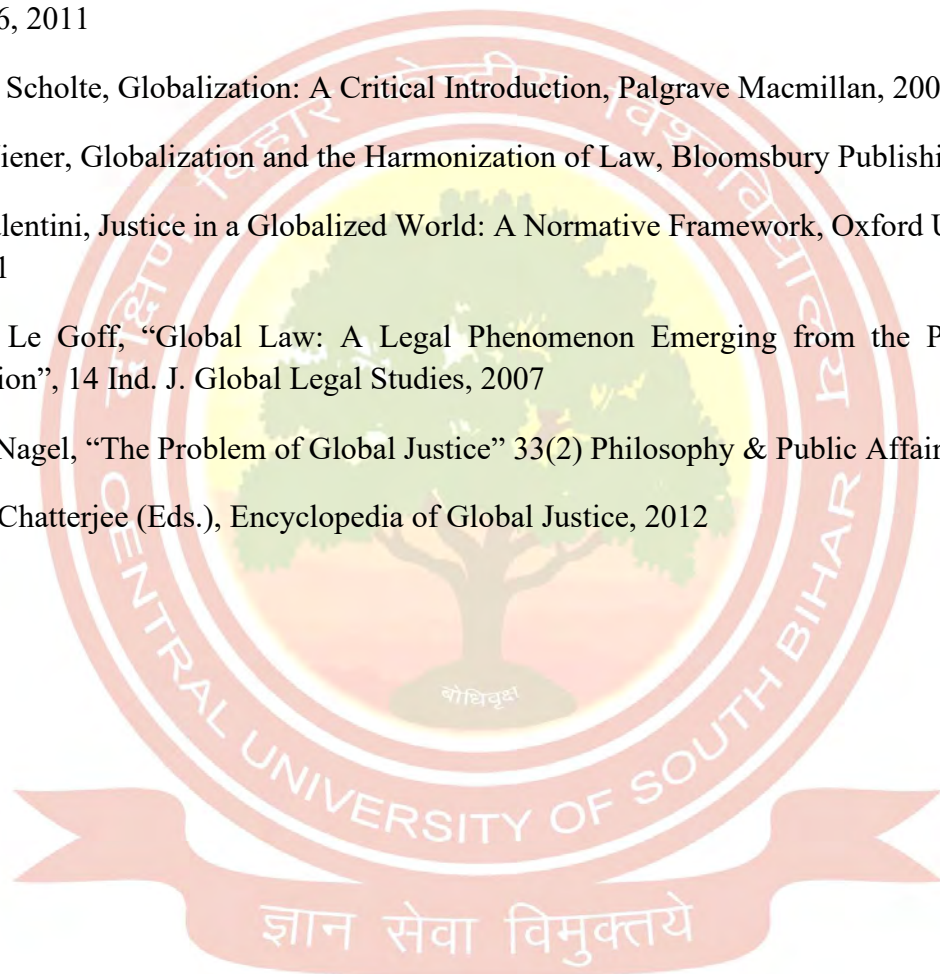 6, 2011
Scholte, Globalization: A Critical Introduction, Palgrave Macmillan, 200
iener, Globalization and the Harmonization of Law, Bloomsbury Publishi
lentini, Justice in a Globalized World: A Normative Framework, Oxford U
1
Le Goff, “Global Law: A Legal Phenomenon Emerging from the P
ion”, 14 Ind. J. Global Legal Studies, 2007
Nagel, “The Problem of Global Justice” 33(2) Philosophy & Public Affair
Chatterjee (Eds.), Encyclopedia of Global Justice, 2012
दक्षिण बिहार केन्द्रीय विश्वविद्यालय
बोधिवृक्ष
CENTRAL UNIVERSITY OF SOUTH BIHAR
ज्ञान सेवा विमुक्तये